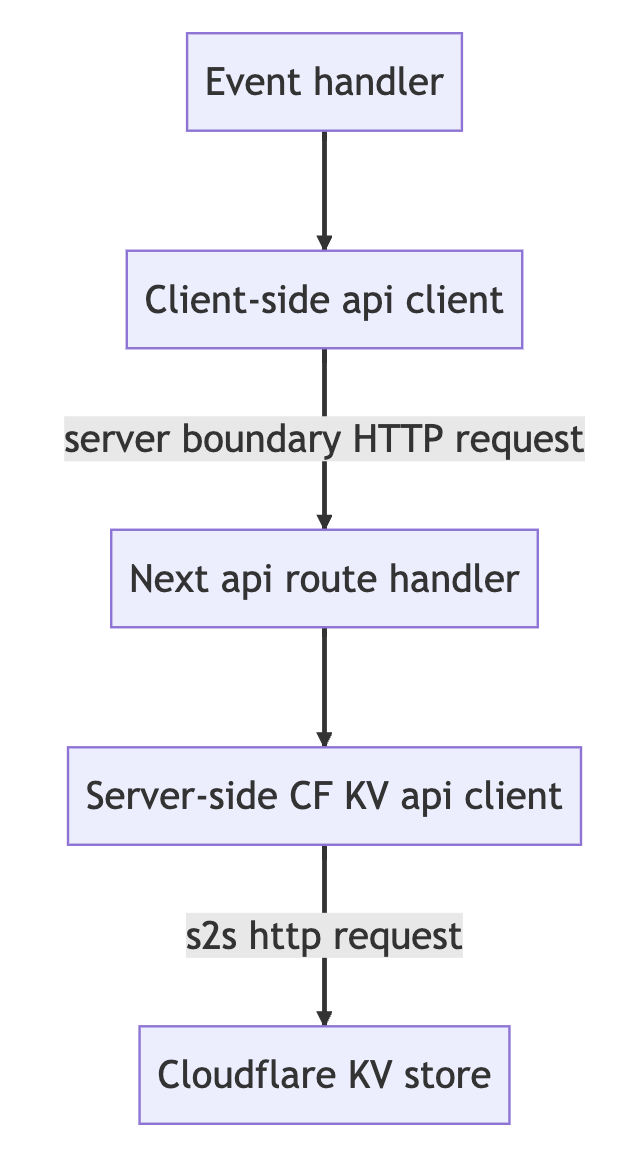 Event handler
Client-side api client
server boundary HTTP request
Next api route handler
Server-side CF KV api client
s2s http request
Cloudflare KV store